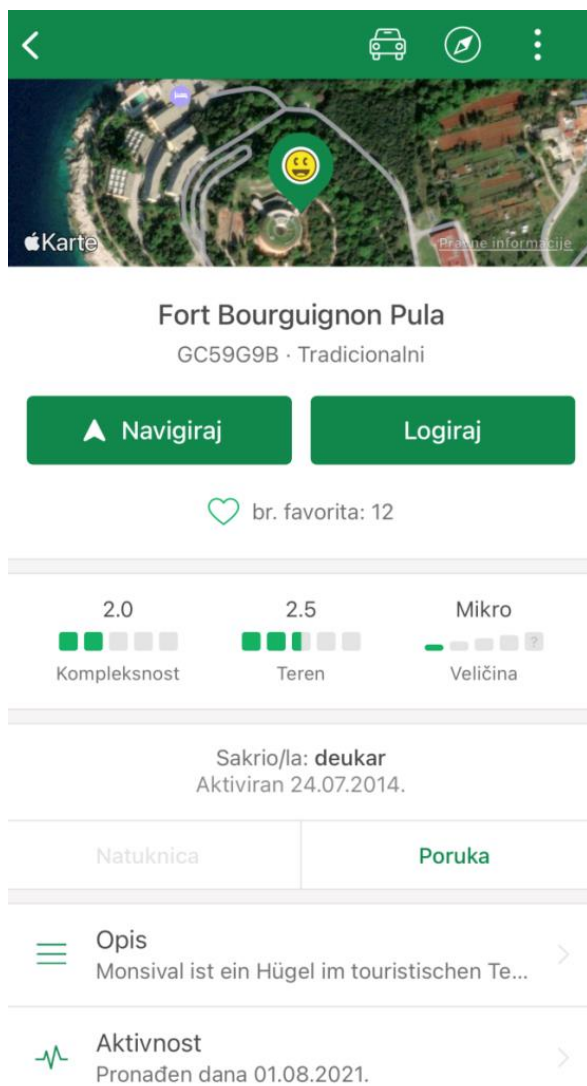 Karte
Pravne informacije
Fort Bourguignon Pula
GC59G9B · Tradicionalni
Navigiraj
Logiraj
br. favorita: 12
2.0
2.5
Mikro
?
Kompleksnost
Teren
Veličina
Sakrio/la: deukar
Aktiviran 24.07.2014.
Natuknica
Poruka
Opis
Monsival ist ein Hügel im touristischen Te...
Aktivnost
Pronađen dana 01.08.2021.